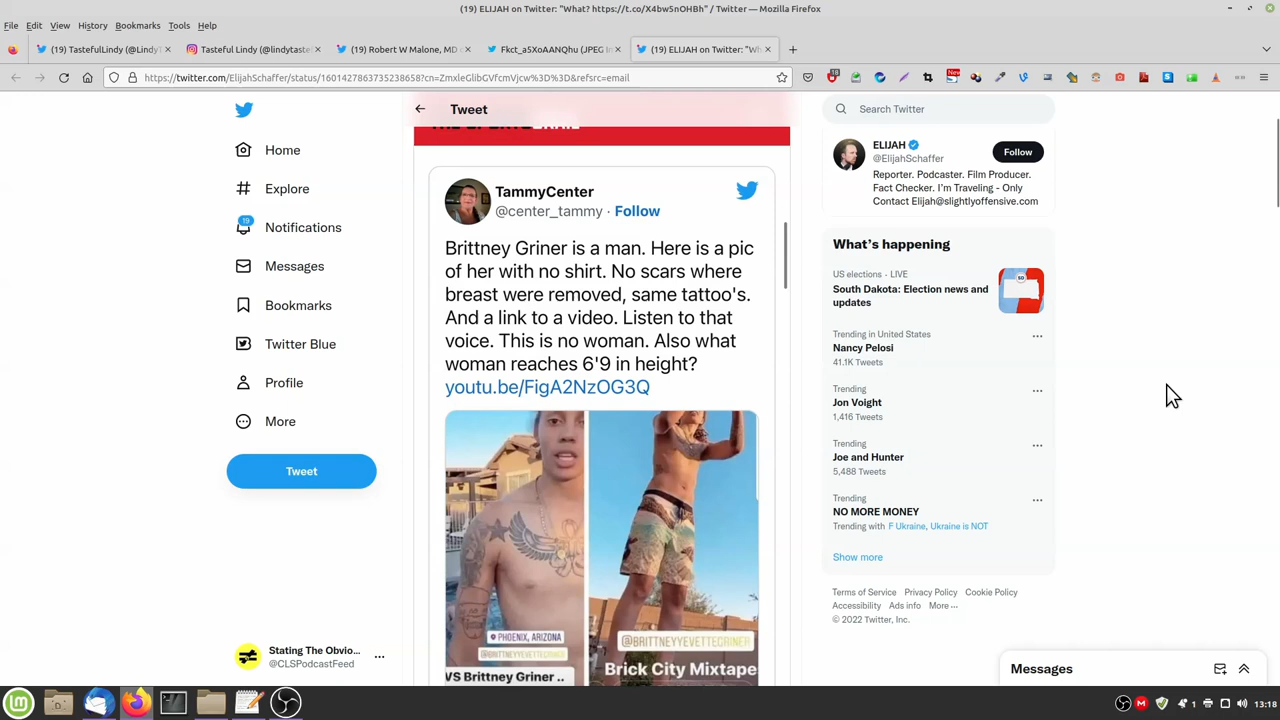 (19) ELIJAH on Twitter: "What? https://t.co/X4bw5nOHBh" / Twitter — Mozilla Firefox
File Edit View History Bookmarks Tools Help
(19) TastefulLindy (@Lindy
Tasteful Lindy (@lindytaste
(19) Robert W Malone, MD
Fkct_a5XoAANQhu (JPEG In
(19) ELIJAH on Twitter: "Wh
https://twitter.com/ElijahSchaffer/status/1601427863735238658?cn=ZmxleGlibGVfcmVjcw%3D%3D&refsrc=email
18
New
Home
Explore
19
Notifications
Messages
Bookmarks
Twitter Blue
Profile
More
Tweet
Stating The Obvio...
@CLSPodcastFeed
Tweet
TammyCenter
@center_tammy · Follow
Brittney Griner is a man. Here is a pic
of her with no shirt. No scars where
breast were removed, same tattoo's.
And a link to a video. Listen to that
voice. This is no woman. Also what
woman reaches 6'9 in height?
youtu.be/FigA2NzOG3Q
PHOENIX, ARIZONA
@BRITTNEYYEVETTEGRINER
VS Brittney Griner ..
@BRITTNEYYEVETTEGRINER
Brick City Mixtape
Search Twitter
ELIJAH
@ElijahSchaffer
Follow
Reporter. Podcaster. Film Producer.
Fact Checker. I'm Traveling - Only
Contact Elijah@slightlyoffensive.com
What's happening
US elections · LIVE
South Dakota: Election news and
updates
SD
Trending in United States
Nancy Pelosi
41.1K Tweets
Trending
Jon Voight
1,416 Tweets
Trending
Joe and Hunter
5,488 Tweets
Trending
NO MORE MONEY
Trending with F Ukraine, Ukraine is NOT
Show more
Terms of Service Privacy Policy Cookie Policy
Accessibility Ads info More ...
© 2022 Twitter, Inc.
Messages
1
13:18